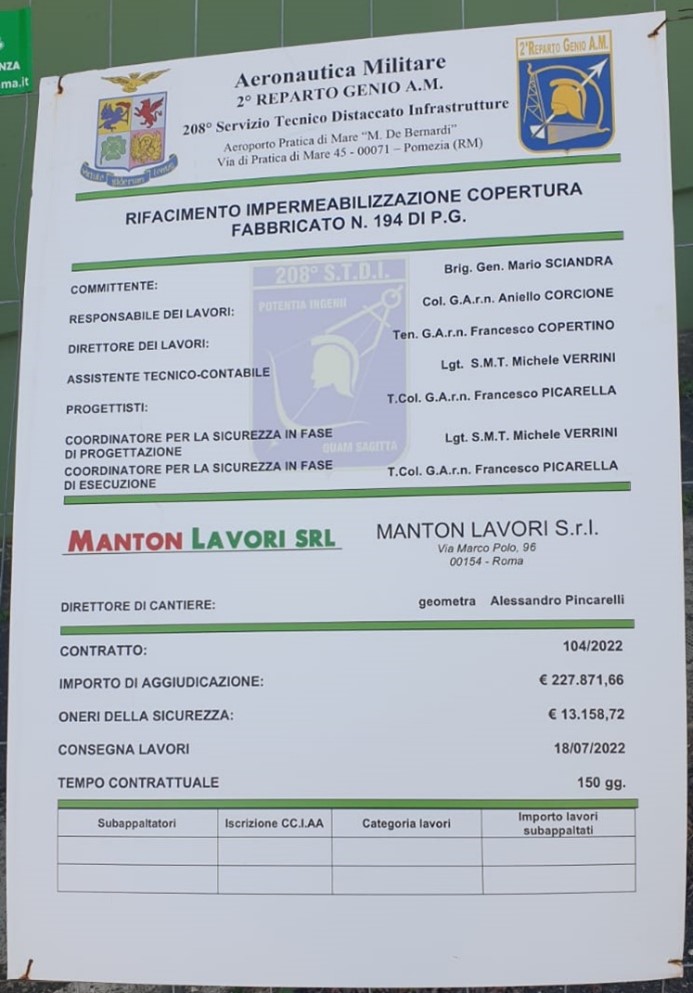 NZA
ma.it
Aeronautica Militare
2° REPARTO GENIO A.M.
208° Servizio Tecnico Distaccato Infrastrutture
Aeroporto Pratica di Mare "M. De Bernardi"
Via di Pratica di Mare 45 - 00071 – Pomezia (RM)
2° REPARTO GENIO A.M.
RIFACIMENTO IMPERMEABILIZZAZIONE COPERTURA
FABBRICATO N. 194 DI P.G.
208° S.T.D.I.
POTENTIA INGENII
QUAM SAGITTA
COMMITTENTE: Brig. Gen. Mario SCIANDRA
RESPONSABILE DEI LAVORI: Col. G.A.r.n. Aniello CORCIONE
DIRETTORE DEI LAVORI: Ten. G.A.r.n. Francesco COPERTINO
ASSISTENTE TECNICO-CONTABILE Lgt. S.M.T. Michele VERRINI
PROGETTISTI: T.Col. G.A.r.n. Francesco PICARELLA
COORDINATORE PER LA SICUREZZA IN FASE
DI PROGETTAZIONE Lgt. S.M.T. Michele VERRINI
COORDINATORE PER LA SICUREZZA IN FASE
DI ESECUZIONE T.Col. G.A.r.n. Francesco PICARELLA
MANTON LAVORI SRL
MANTON LAVORI S.r.l.
Via Marco Polo, 96
00154 - Roma
DIRETTORE DI CANTIERE: geometra Alessandro Pincarelli
CONTRATTO: 104/2022
IMPORTO DI AGGIUDICAZIONE: € 227.871,66
ONERI DELLA SICUREZZA: € 13.158,72
CONSEGNA LAVORI 18/07/2022
TEMPO CONTRATTUALE 150 gg.
Subappaltatori Iscrizione CC.I.AA Categoria lavori Importo lavori
subappaltati